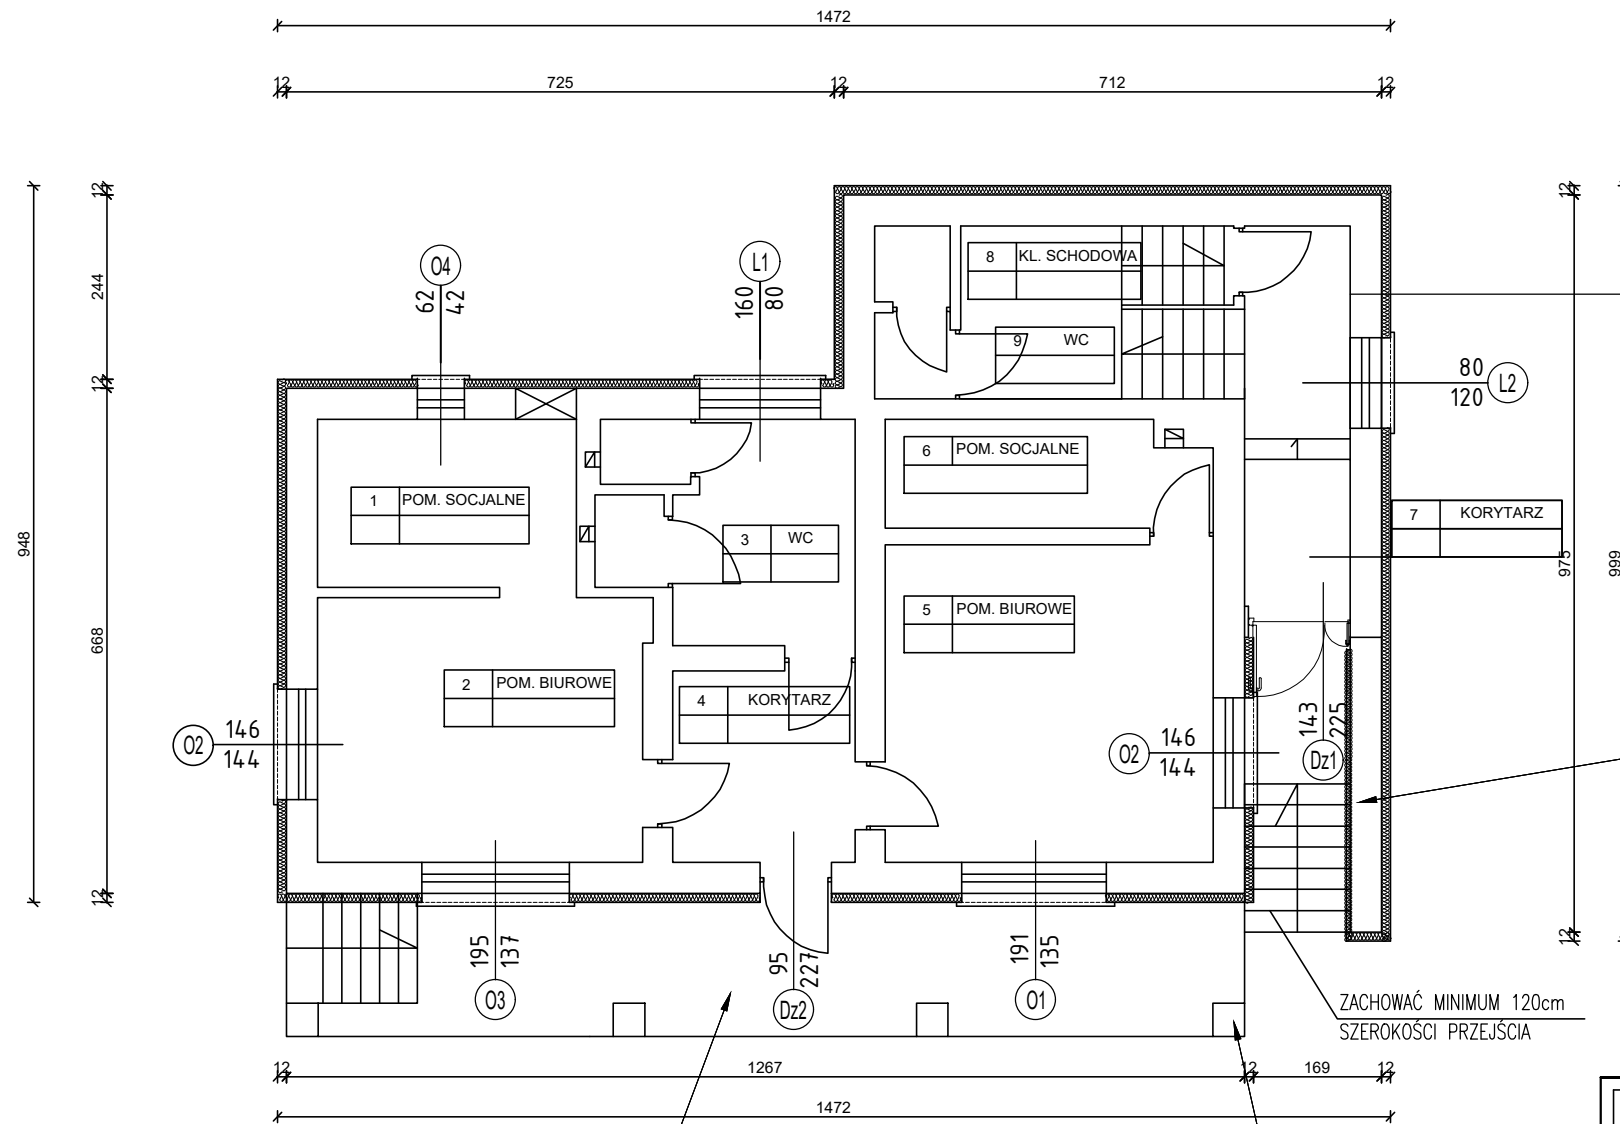 1472
12 725 12 712 12
12
244
12
668
12
948
12
975
12
999
O4
62
42
L1
160
80
8 KL. SCHODOWA
9 WC
80
120
L2
6 POM. SOCJALNE
1 POM. SOCJALNE
3 WC
7 KORYTARZ
5 POM. BIUROWE
2 POM. BIUROWE
4 KORYTARZ
O2
146
144
O2
146
144
143
225
Dz1
195
137
O3
95
227
Dz2
191
135
O1
ZACHOWAĆ MINIMUM 120cm
SZEROKOŚCI PRZEJŚCIA
12 1267 12 169 12
1472